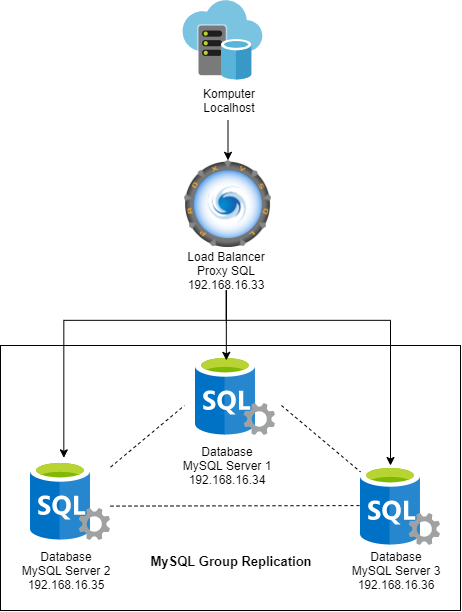 Komputer
Localhost
PROXYSQL
Load Balancer
Proxy SQL
192.168.16.33
SQL
Database
MySQL Server 1
192.168.16.34
SQL
SQL
Database
MySQL Server 2
192.168.16.35
MySQL Group Replication
Database
MySQL Server 3
192.168.16.36